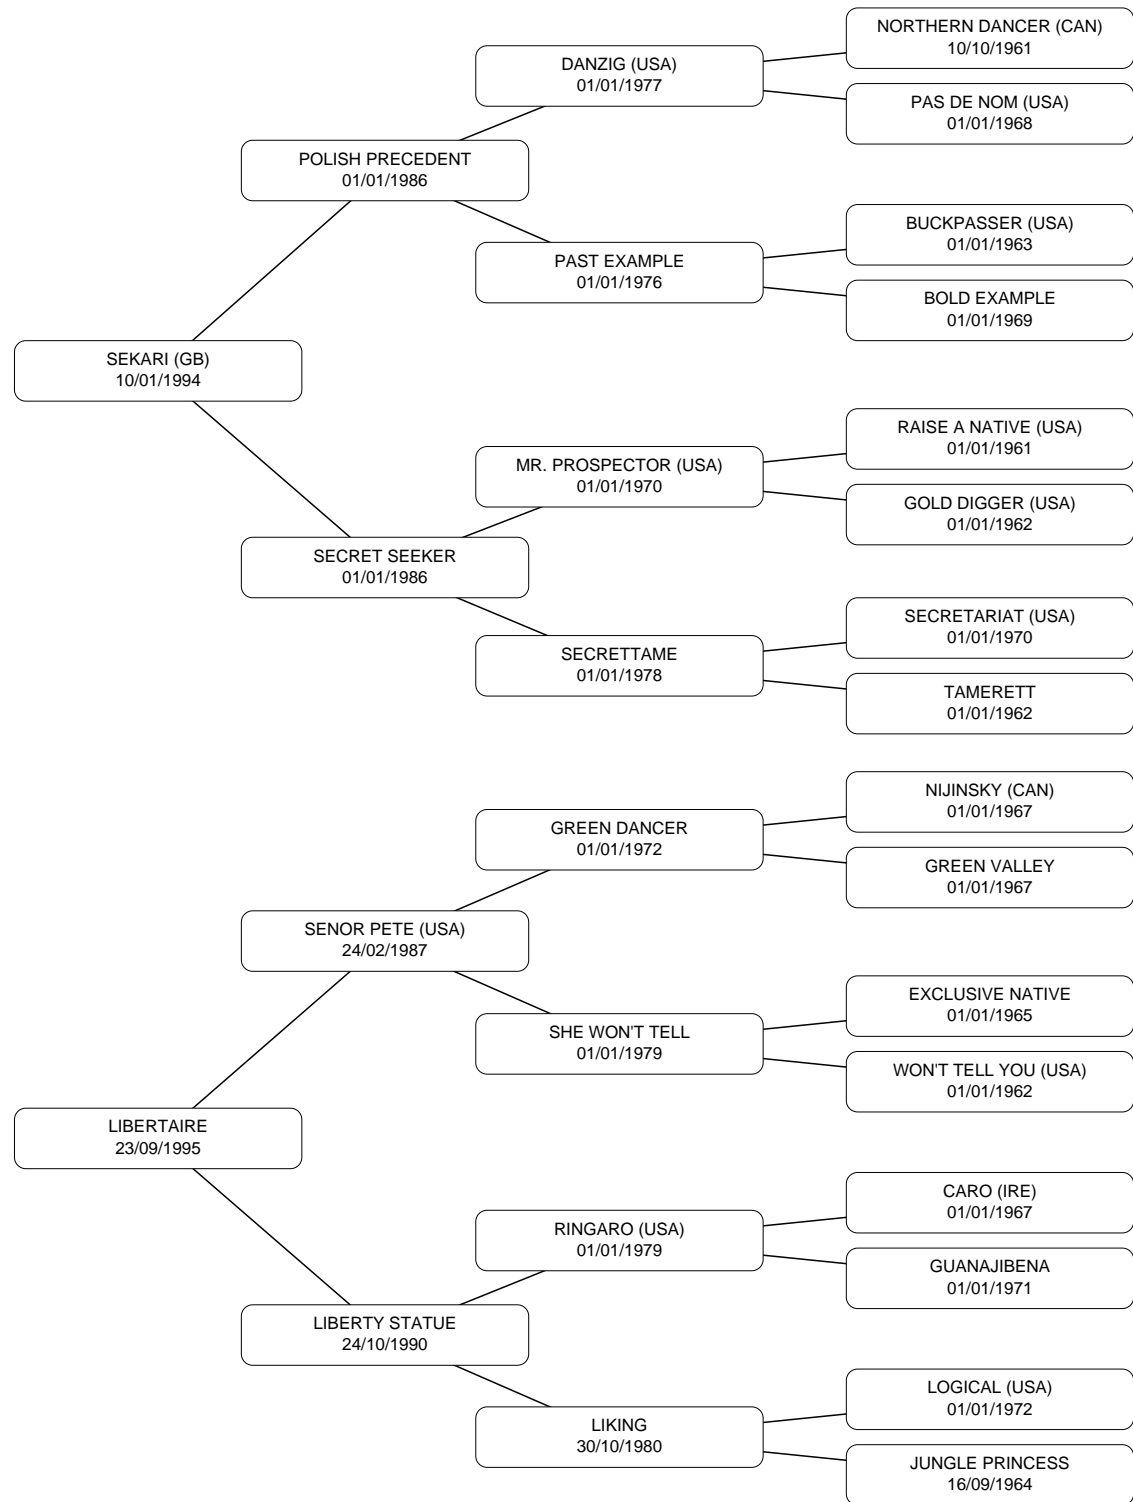 NORTHERN DANCER (CAN)
10/10/1961
DANZIG (USA)
01/01/1977
PAS DE NOM (USA)
01/01/1968
POLISH PRECEDENT
01/01/1986
BUCKPASSER (USA)
01/01/1963
PAST EXAMPLE
01/01/1976
BOLD EXAMPLE
01/01/1969
SEKARI (GB)
10/01/1994
RAISE A NATIVE (USA)
01/01/1961
MR. PROSPECTOR (USA)
01/01/1970
GOLD DIGGER (USA)
01/01/1962
SECRET SEEKER
01/01/1986
SECRETARIAT (USA)
01/01/1970
SECRETTAME
01/01/1978
TAMERETT
01/01/1962
NIJINSKY (CAN)
01/01/1967
GREEN DANCER
01/01/1972
GREEN VALLEY
01/01/1967
SENOR PETE (USA)
24/02/1987
EXCLUSIVE NATIVE
01/01/1965
SHE WON'T TELL
01/01/1979
WON'T TELL YOU (USA)
01/01/1962
LIBERTAIRE
23/09/1995
CARO (IRE)
01/01/1967
RINGARO (USA)
01/01/1979
GUANAJIBENA
01/01/1971
LIBERTY STATUE
24/10/1990
LOGICAL (USA)
01/01/1972
LIKING
30/10/1980
JUNGLE PRINCESS
16/09/1964